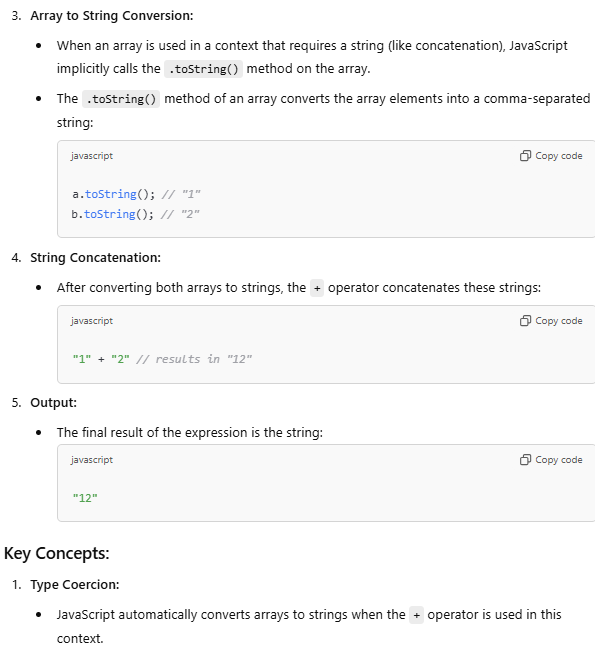 3. Array to String Conversion:
• When an array is used in a context that requires a string (like concatenation), JavaScript
implicitly calls the .toString() method on the array.
• The .toString() method of an array converts the array elements into a comma-separated
string:
javascript Copy code
a.toString(); // "1"
b.toString(); // "2"
4. String Concatenation:
• After converting both arrays to strings, the + operator concatenates these strings:
javascript Copy code
"1" + "2" // results in "12"
5. Output:
• The final result of the expression is the string:
javascript Copy code
"12"
Key Concepts:
1. Type Coercion:
• JavaScript automatically converts arrays to strings when the + operator is used in this
context.